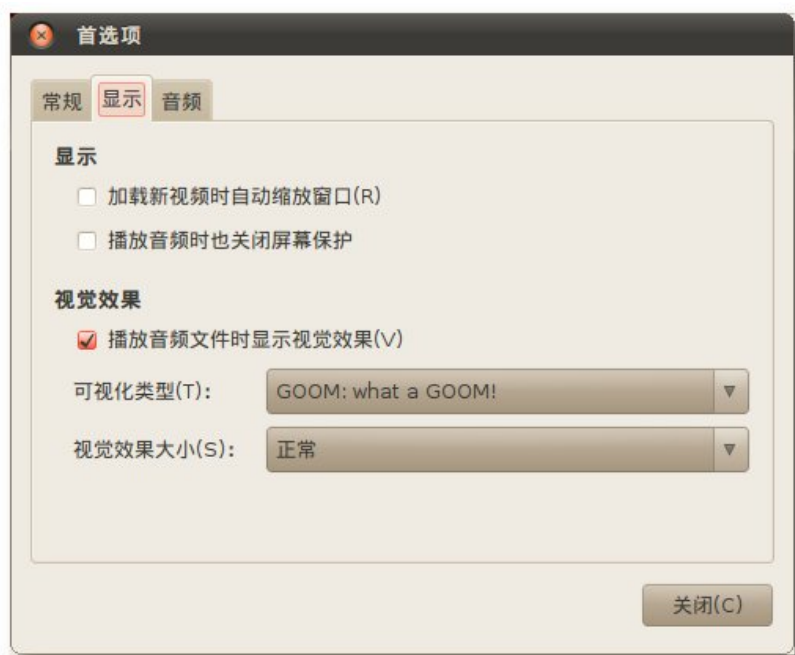 首选项
常规 显示 音频
显示
加载新视频时自动缩放窗口(R)
播放音频时也关闭屏幕保护
视觉效果
播放音频文件时显示视觉效果(V)
可视化类型(T)： GOOM: what a GOOM!
视觉效果大小(S)： 正常
关闭(C)